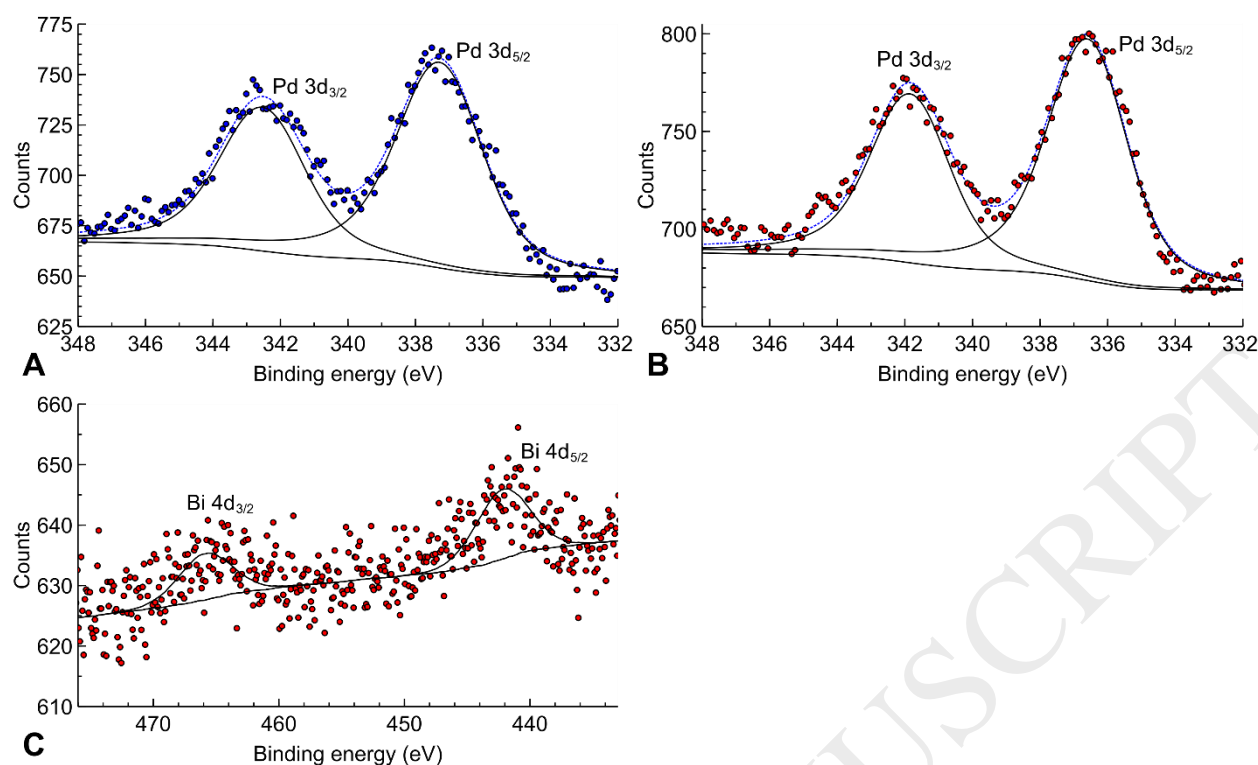 775
750
725
700
675
650
625
Counts
Pd 3d3/2
Pd 3d5/2
348 346 344 342 340 338 336 334 332
Binding energy (eV)
A
800
750
700
650
Counts
Pd 3d3/2
Pd 3d5/2
348 346 344 342 340 338 336 334 332
Binding energy (eV)
B
660
650
640
630
620
610
Counts
Bi 4d3/2
Bi 4d5/2
470 460 450 440
Binding energy (eV)
C
USCRIPT